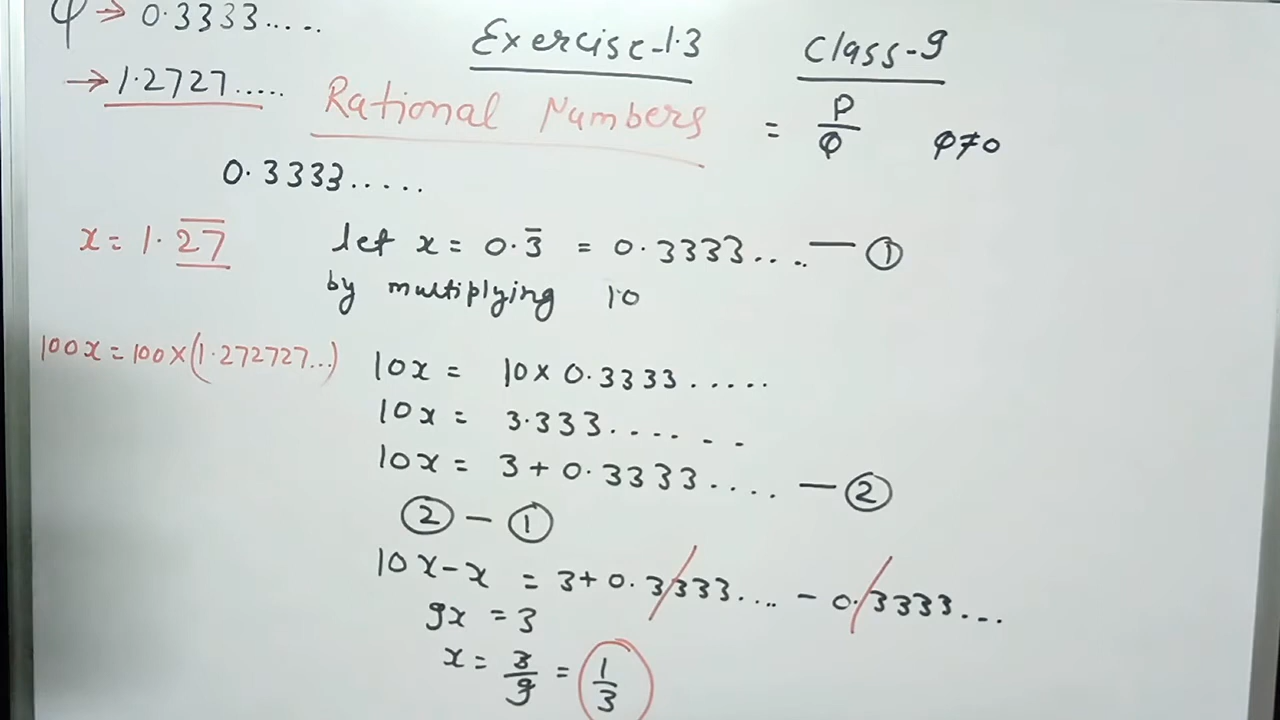 φ → 0.3333.....
Exercise-1.3
Class-9
→ 1.2727.....
Rational Numbers = P/φ φ≠0
0.3333.....
x = 1.2̅7̅
let x = 0.3̅ = 0.3333.... — ①
by multiplying 10
100x = 100×(1.272727...)
10x = 10×0.3333.....
10x = 3.333.......
10x = 3+0.3333.... — ②
② – ①
10x-x = 3+0.3333.... – 0.3333...
9x = 3
x = 3/9 = 1/3